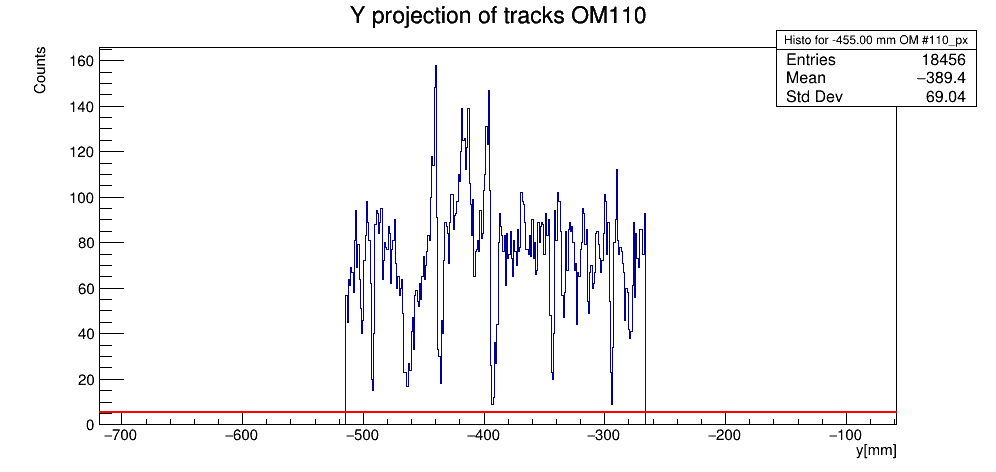 Y projection of tracks OM110
Histo for -455.00 mm OM #110_px
Entries 18456
Mean −389.4
Std Dev 69.04
Counts
160
140
120
100
80
60
40
20
0
−700 −600 −500 −400 −300 −200 −100
y[mm]